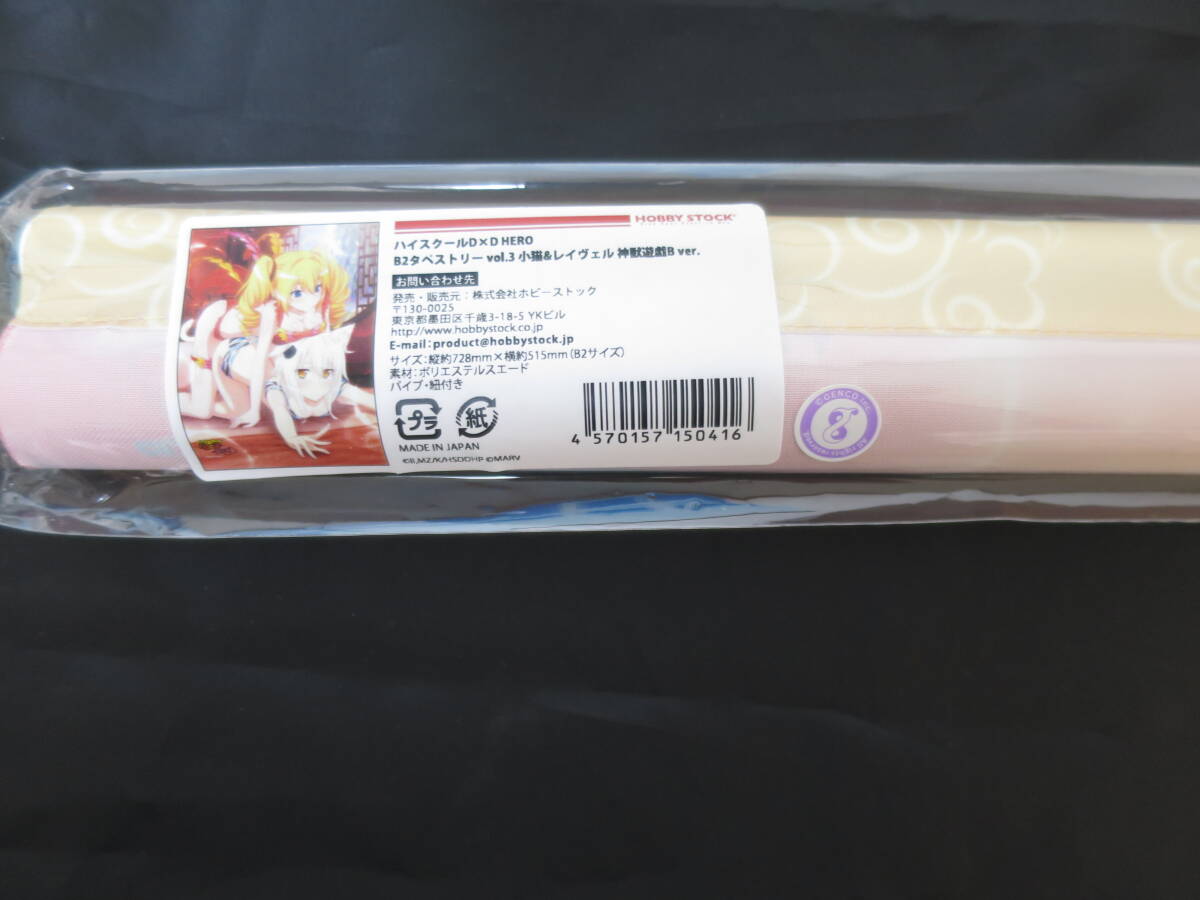 HOBBY STOCK
ハイスクールD×D HERO
B2タペストリー vol.3 小猫&レイヴェル 神獣遊戯B ver.
お問い合わせ先
発売・販売元:株式会社ホビーストック
〒130-0025
東京都墨田区千歳3-18-5 YKビル
http://www.hobbystock.co.jp
E-mail:product@hobbystock.jp
サイズ:縦約728mm×横約515mm(B2サイズ)
素材:ポリエステルスエード
パイプ・紐付き
プラ 紙
MADE IN JAPAN
4 570157 150416
©GENCO Inc.
All rights reserved